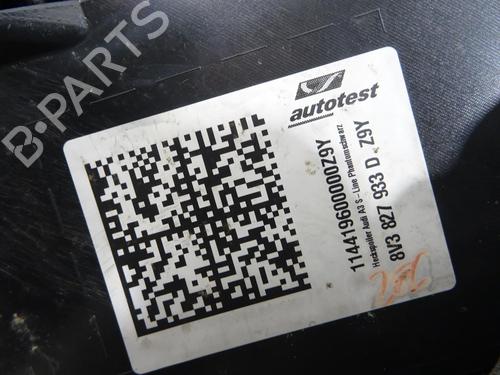 B-PARTS
autotest
114419600000Z9Y
Heckspoiler Audi A3 S - Line Phantomschwarz
8V3 827 933 D Z9Y